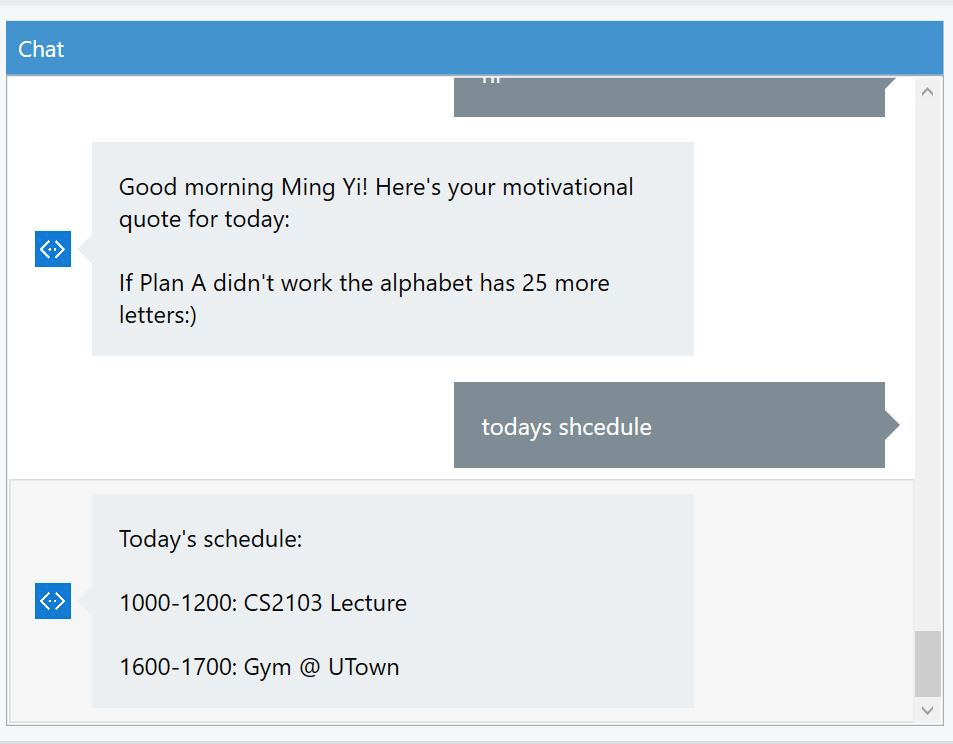 Chat
Good morning Ming Yi! Here's your motivational
quote for today:
If Plan A didn't work the alphabet has 25 more
letters:)
todays shcedule
Today's schedule:
1000-1200: CS2103 Lecture
1600-1700: Gym @ UTown